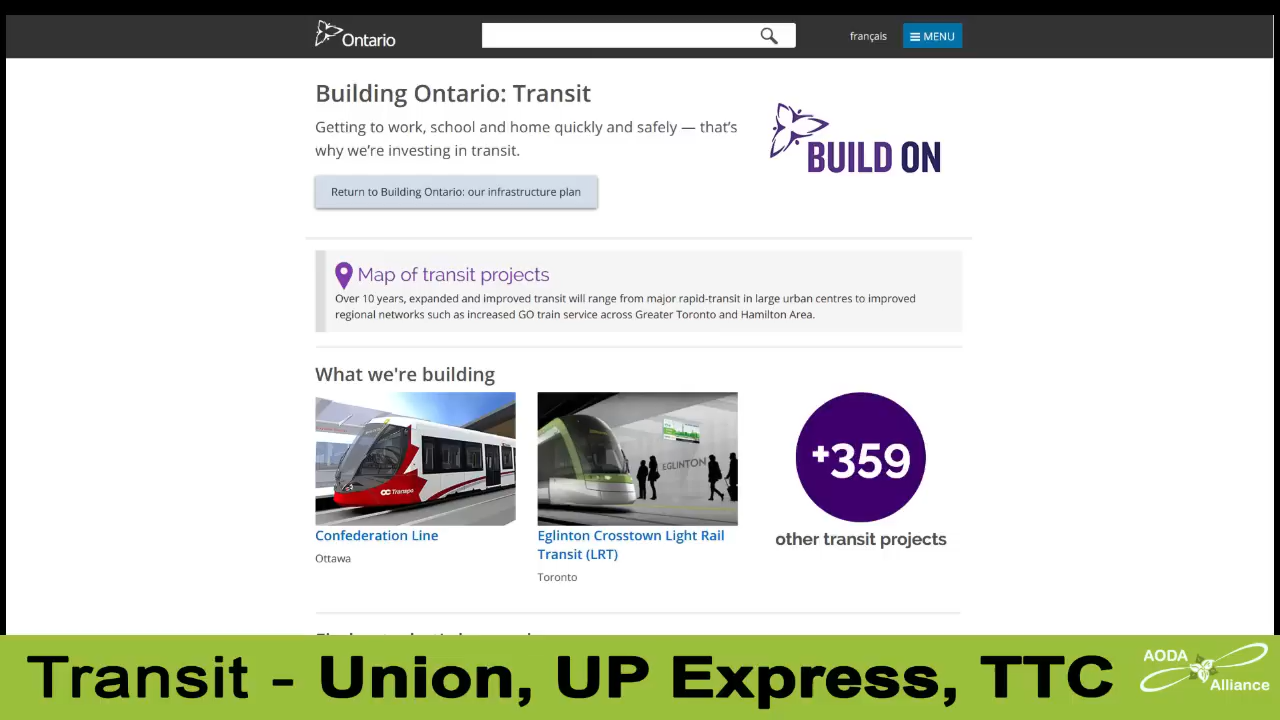 Ontario
français
MENU
Building Ontario: Transit
Getting to work, school and home quickly and safely — that's
why we're investing in transit.
BUILD ON
Return to Building Ontario: our infrastructure plan
Map of transit projects
Over 10 years, expanded and improved transit will range from major rapid-transit in large urban centres to improved
regional networks such as increased GO train service across Greater Toronto and Hamilton Area.
What we're building
OC Transpo
EGLINTON
+359
Confederation Line
Ottawa
Eglinton Crosstown Light Rail
Transit (LRT)
Toronto
other transit projects
Transit - Union, UP Express, TTC
AODA
Alliance